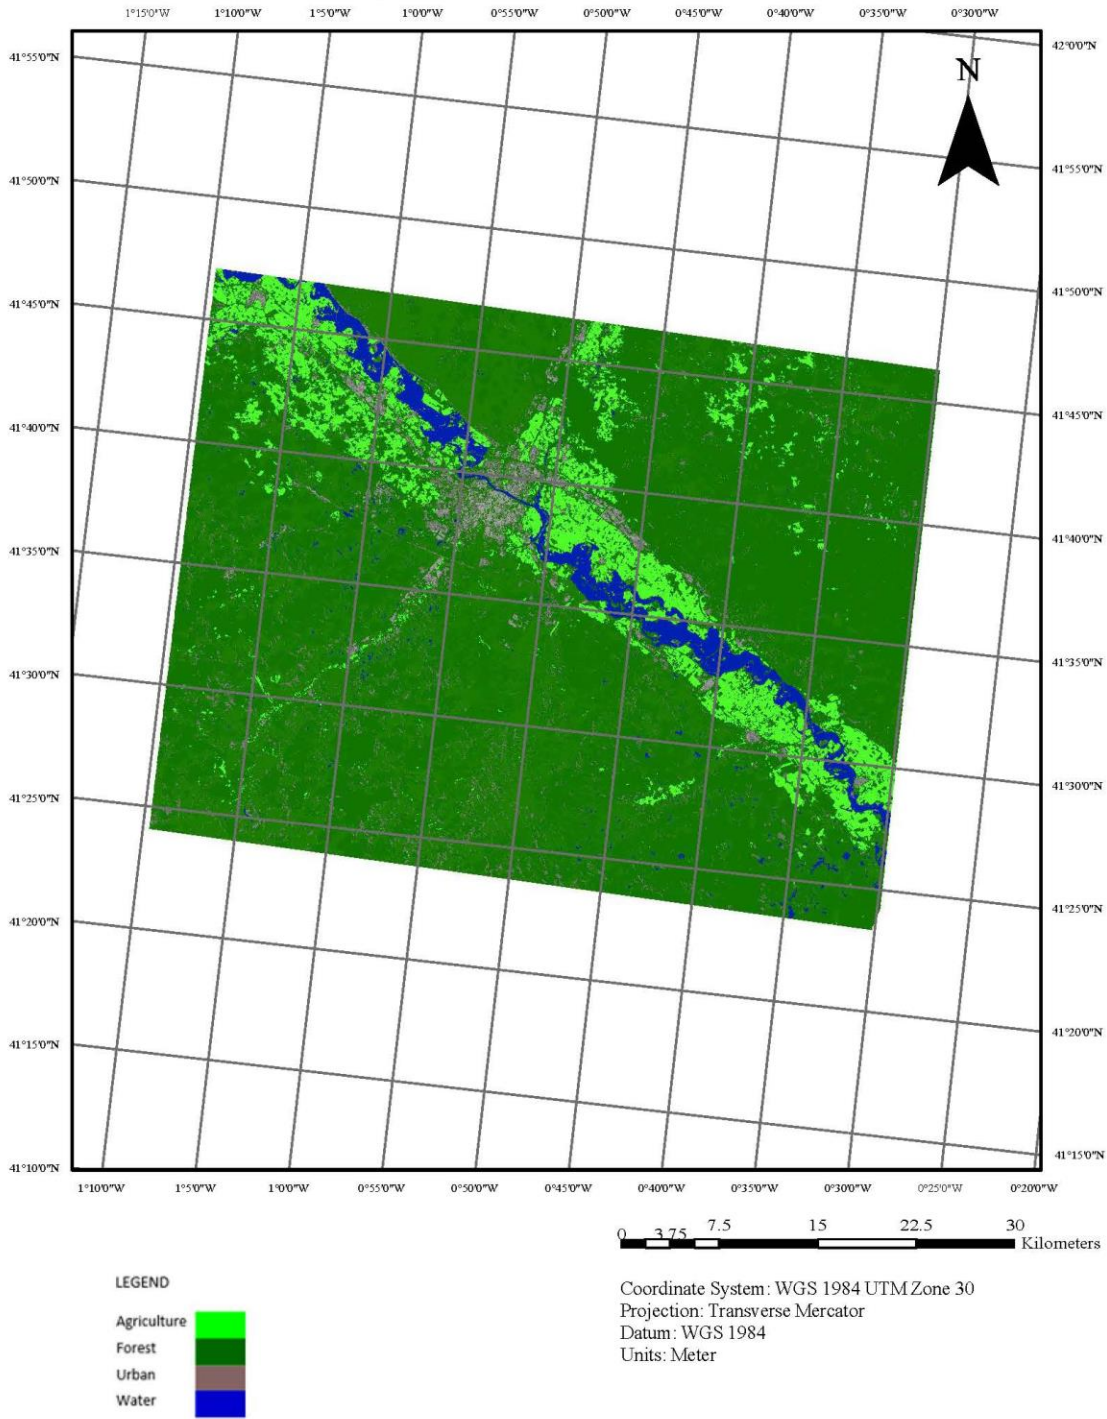 1°15'0"W 1°10'0"W 1°5'0"W 1°0'0"W 0°55'0"W 0°50'0"W 0°45'0"W 0°40'0"W 0°35'0"W 0°30'0"W
41°55'0"N 42°0'0"N
N
41°50'0"N 41°55'0"N
41°45'0"N 41°50'0"N
41°40'0"N 41°45'0"N
41°35'0"N 41°40'0"N
41°30'0"N 41°35'0"N
41°25'0"N 41°30'0"N
41°20'0"N 41°25'0"N
41°15'0"N 41°20'0"N
41°10'0"N 41°15'0"N
1°10'0"W 1°5'0"W 1°0'0"W 0°55'0"W 0°50'0"W 0°45'0"W 0°40'0"W 0°35'0"W 0°30'0"W 0°25'0"W 0°20'0"W
0 3.75 7.5 15 22.5 30
Kilometers
LEGEND
Agriculture
Forest
Urban
Water
Coordinate System: WGS 1984 UTM Zone 30
Projection: Transverse Mercator
Datum: WGS 1984
Units: Meter